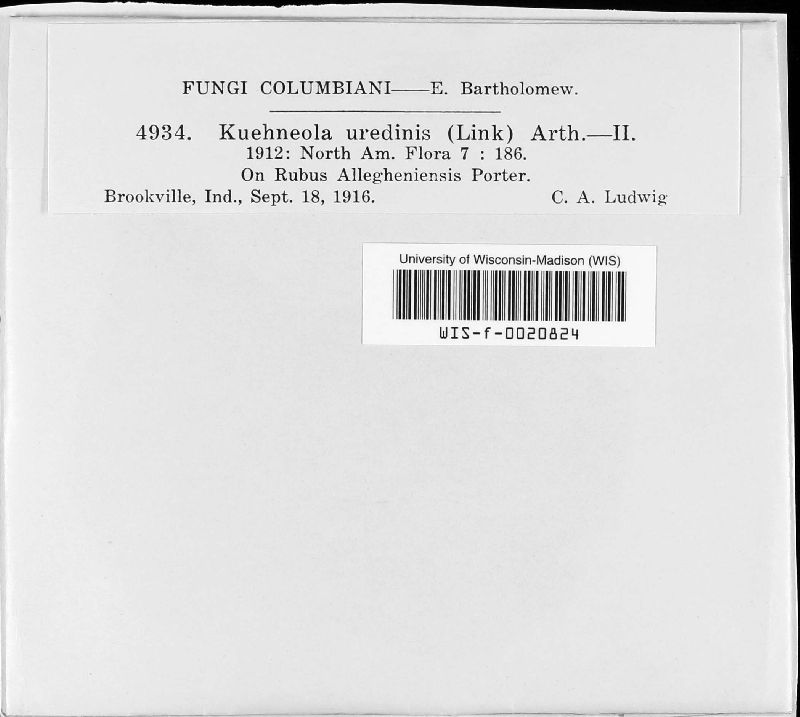 FUNGI COLUMBIANI——E. Bartholomew.
4934. Kuehneola uredinis (Link) Arth.—II.
1912: North Am. Flora 7 : 186.
On Rubus Allegheniensis Porter.
Brookville, Ind., Sept. 18, 1916. C. A. Ludwig
University of Wisconsin-Madison (WIS)
WIS-f-0020824